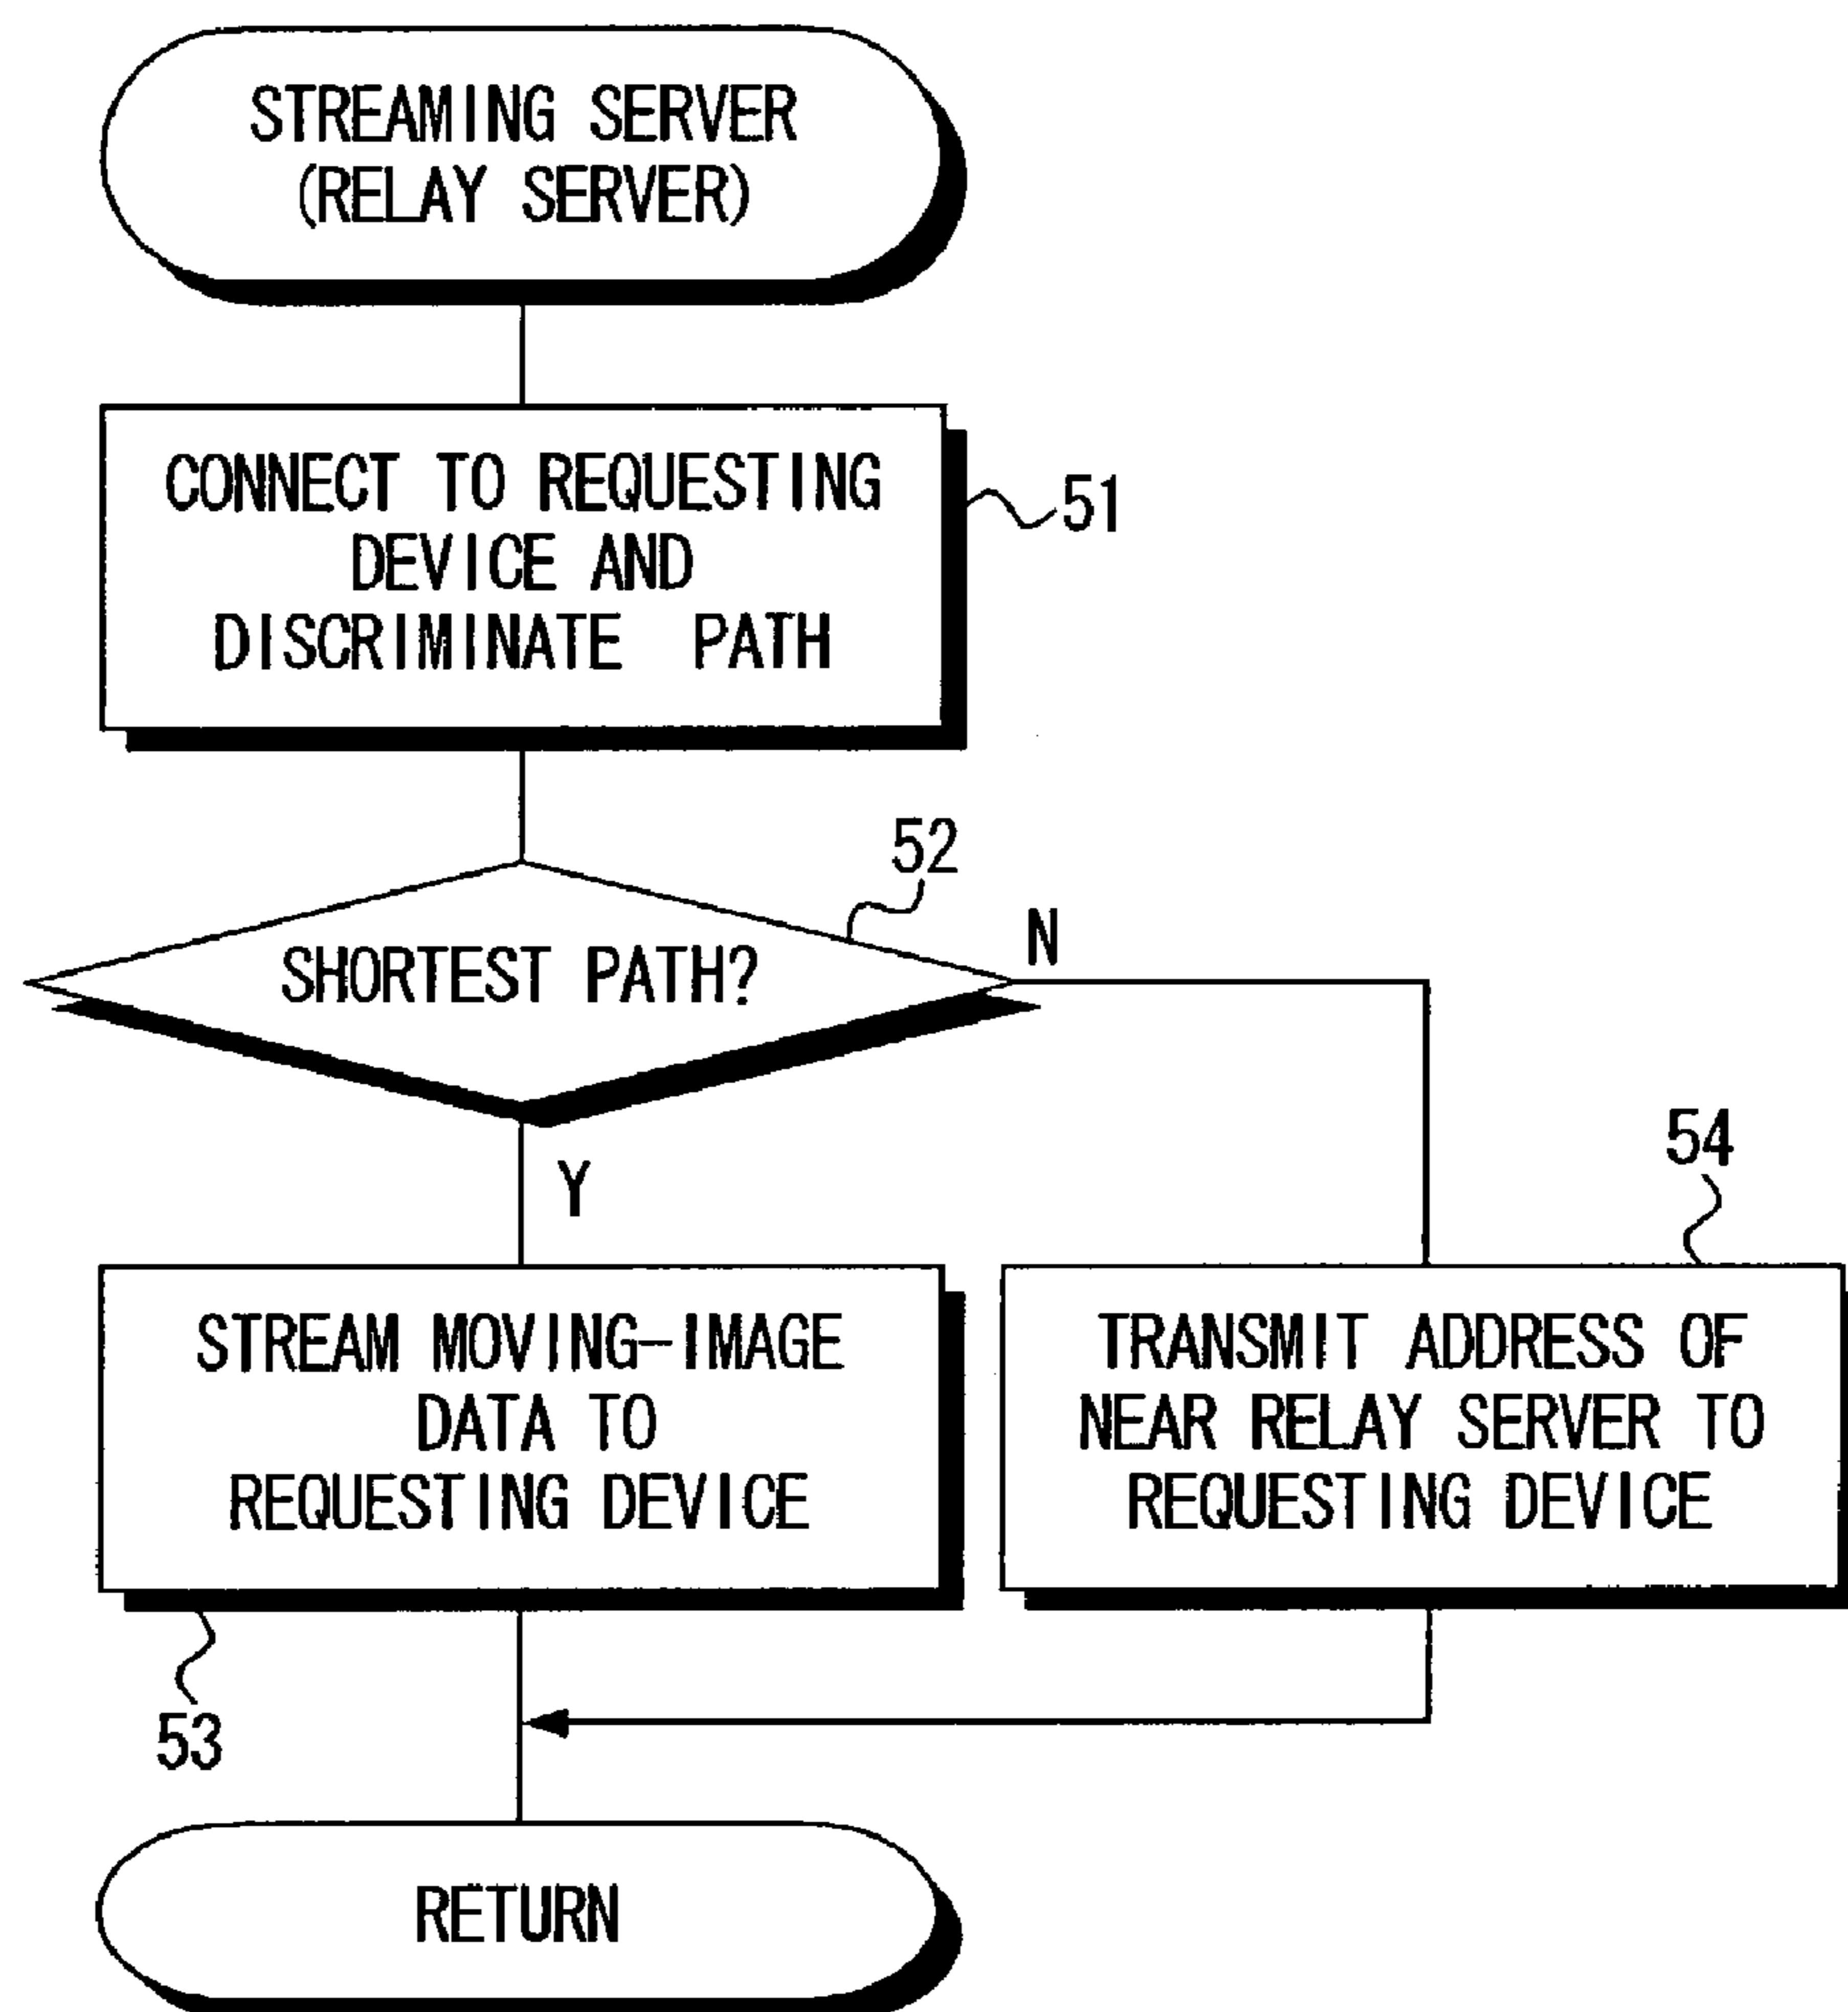 STREAMING SERVER
(RELAY SERVER)
CONNECT TO REQUESTING
DEVICE AND
DISCRIMINATE PATH
51
52
SHORTEST PATH?
N
Y
54
STREAM MOVING-IMAGE
DATA TO
REQUESTING DEVICE
53
TRANSMIT ADDRESS OF
NEAR RELAY SERVER TO
REQUESTING DEVICE
RETURN